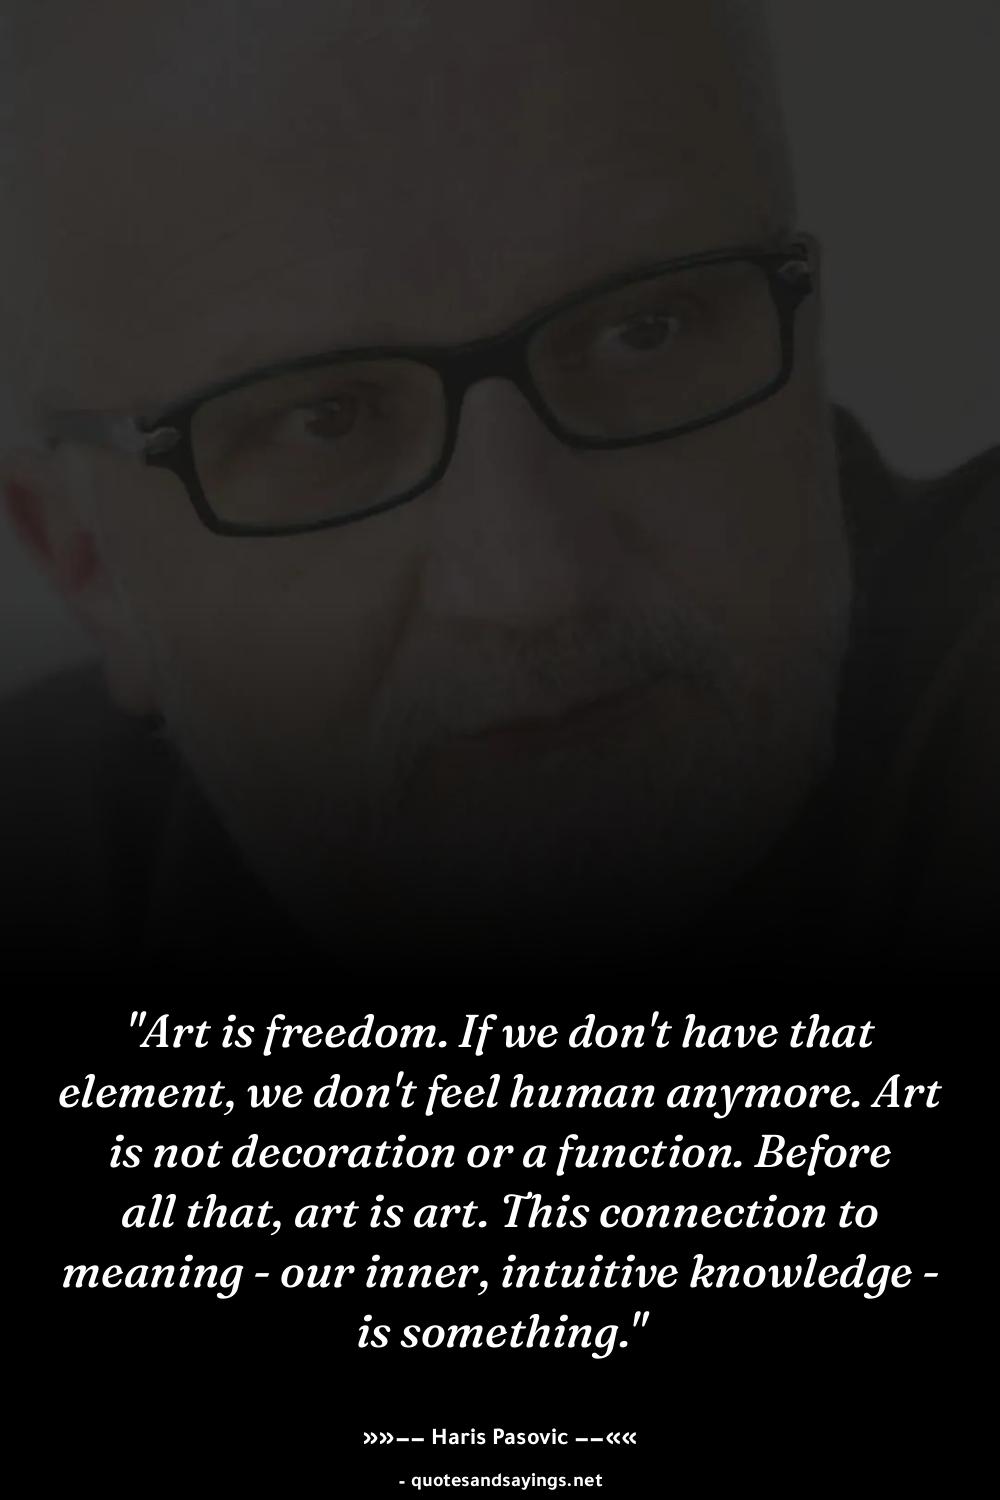 "Art is freedom. If we don't have that
element, we don't feel human anymore. Art
is not decoration or a function. Before
all that, art is art. This connection to
meaning - our inner, intuitive knowledge -
is something."
»»−− Haris Pasovic −−««
- quotesandsayings.net